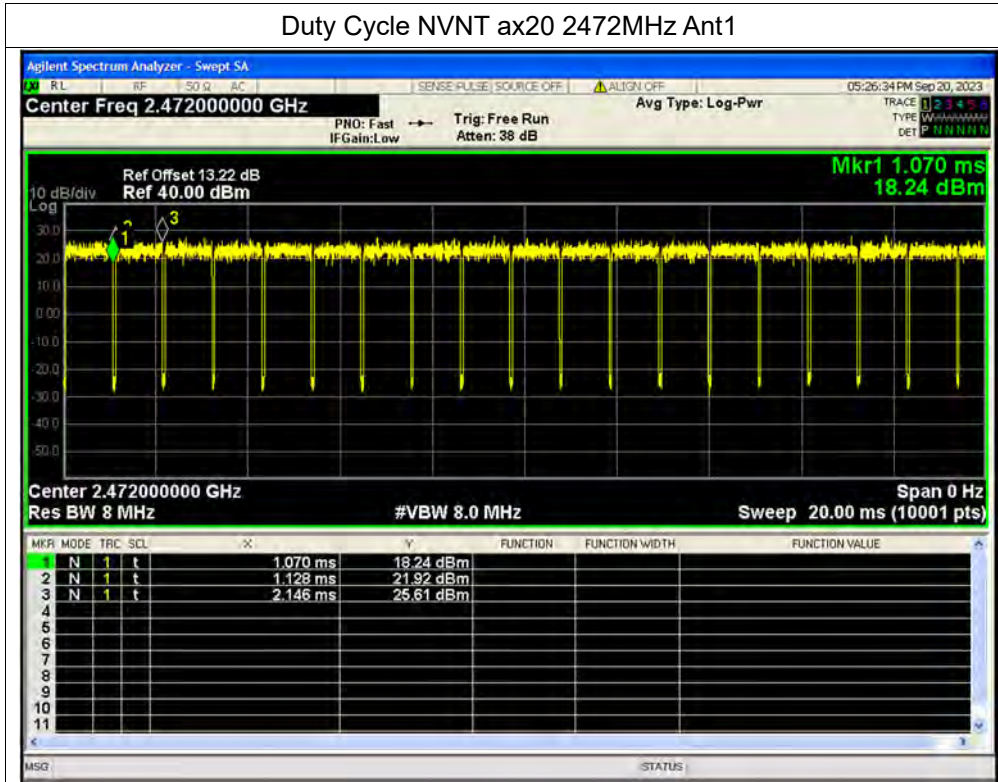 Duty Cycle NVNT ax20 2472MHz Ant1
Agilent Spectrum Analyzer - Swept SA
LXI RL RF 50 Ω AC SENSE:PULSE SOURCE OFF ALIGN OFF 05:26:34 PM Sep 20, 2023
Center Freq 2.472000000 GHz Avg Type: Log-Pwr TRACE 1 2 3 4 5 6
PNO: Fast Trig: Free Run TYPE W
IFGain:Low Atten: 38 dB DET P N N N N N
Mkr1 1.070 ms
Ref Offset 13.22 dB
10 dB/div Ref 40.00 dBm 18.24 dBm
Log
1 2 3
30.0
20.0
10.0
0.00
-10.0
-20.0
-30.0
-40.0
-50.0
Center 2.472000000 GHz Span 0 Hz
Res BW 8 MHz #VBW 8.0 MHz Sweep 20.00 ms (10001 pts)
MKR MODE TRC SCL X Y FUNCTION FUNCTION WIDTH FUNCTION VALUE
1 N 1 t 1.070 ms 18.24 dBm
2 N 1 t 1.128 ms 21.92 dBm
3 N 1 t 2.146 ms 25.61 dBm
4
5
6
7
8
9
10
11
MSG STATUS